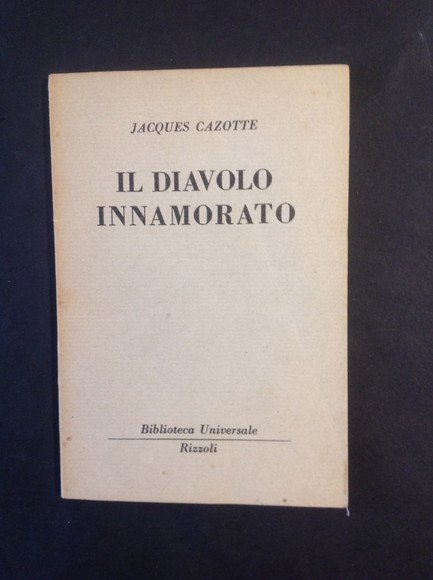 JACQUES CAZOTTE
IL DIAVOLO
INNAMORATO
Biblioteca Universale
Rizzoli